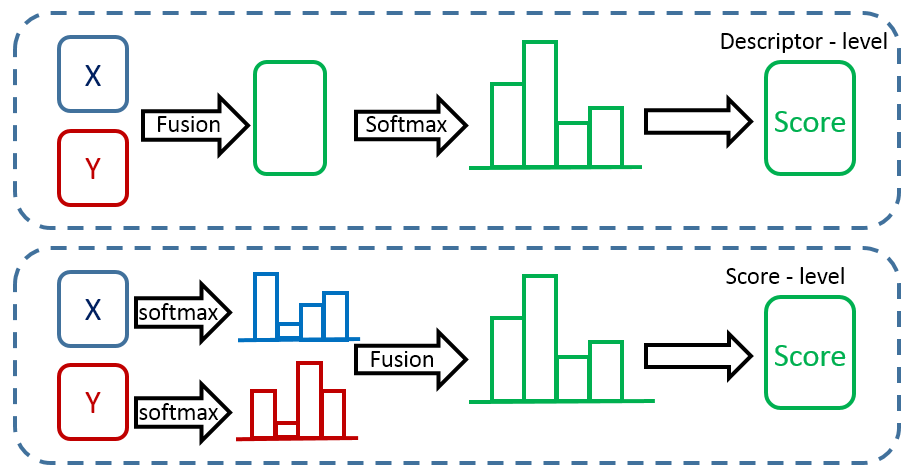 Descriptor - level
X
Fusion
Softmax
Score
Y
Score - level
X
softmax
Fusion
Score
Y
softmax